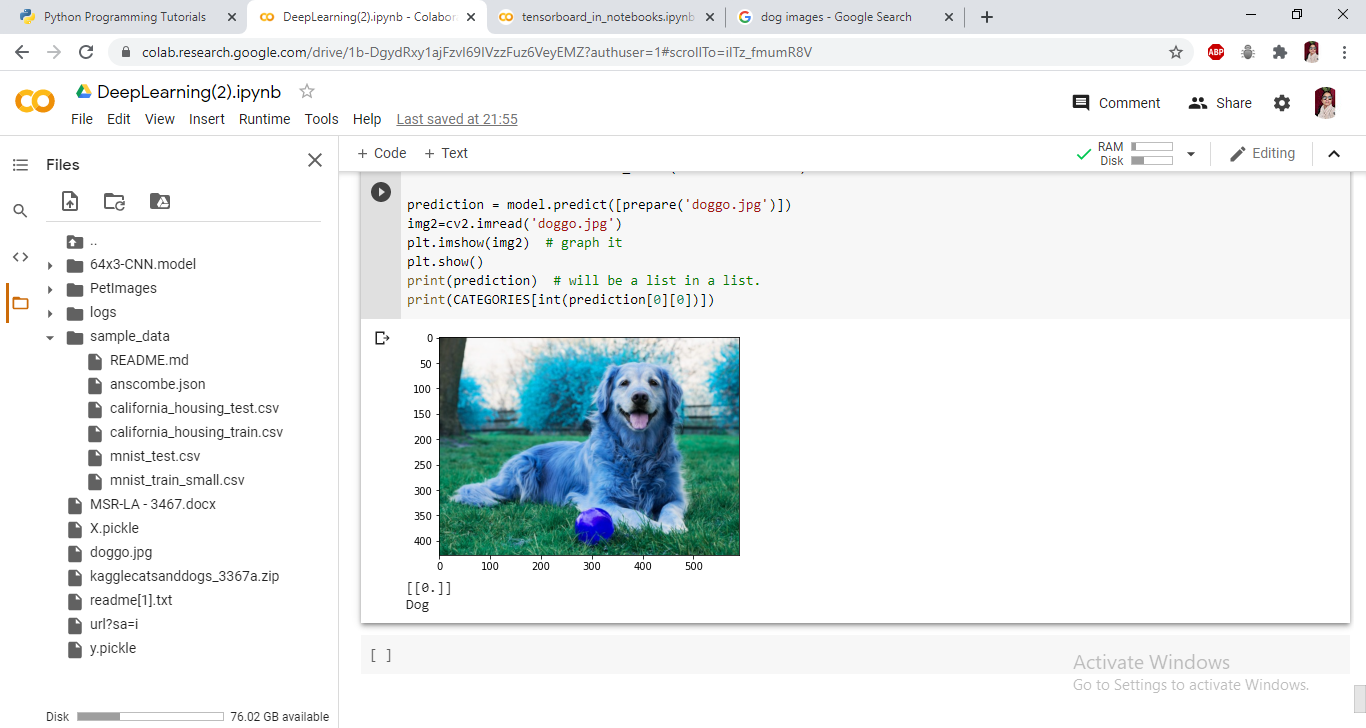 Python Programming Tutorials
DeepLearning(2).ipynb - Colabor
tensorboard_in_notebooks.ipynb
dog images - Google Search
colab.research.google.com/drive/1b-DgydRxy1ajFzvl69IVzzFuz6VeyEMZ?authuser=1#scrollTo=iITz_fmumR8V
ABP
DeepLearning(2).ipynb
File Edit View Insert Runtime Tools Help Last saved at 21:55
Comment Share
Files
+ Code + Text
RAM
Disk
Editing
..
64x3-CNN.model
PetImages
logs
sample_data
README.md
anscombe.json
california_housing_test.csv
california_housing_train.csv
mnist_test.csv
mnist_train_small.csv
MSR-LA - 3467.docx
X.pickle
doggo.jpg
kagglecatsanddogs_3367a.zip
readme[1].txt
url?sa=i
y.pickle
Disk 76.02 GB available
prediction = model.predict([prepare('doggo.jpg')])
img2=cv2.imread('doggo.jpg')
plt.imshow(img2)  # graph it
plt.show()
print(prediction)  # will be a list in a list.
print(CATEGORIES[int(prediction[0][0])])
0
50
100
150
200
250
300
350
400
0 100 200 300 400 500
[[0.]]
Dog
[ ]
Activate Windows
Go to Settings to activate Windows.